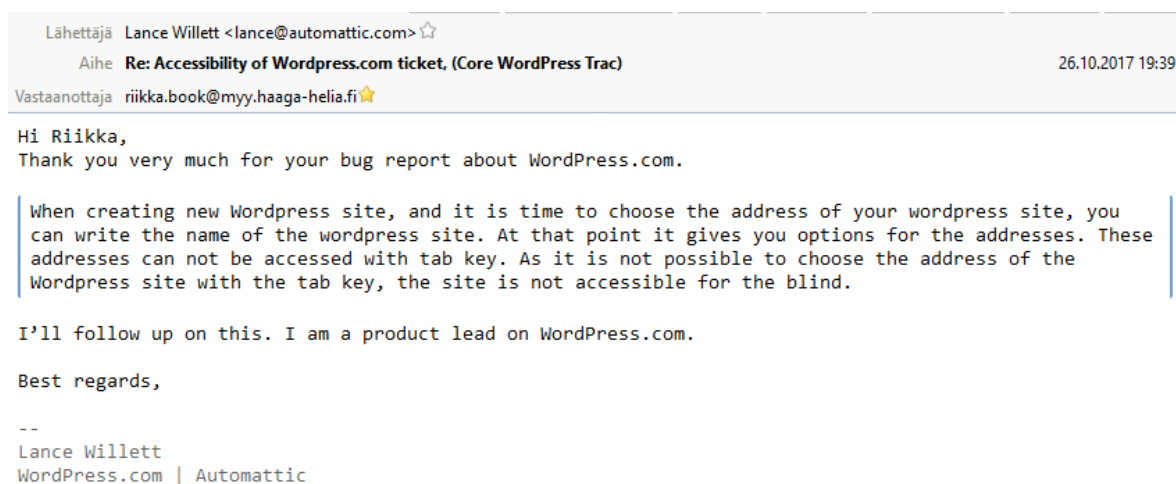 Lähettäjä Lance Willett <lance@automattic.com>
Aihe Re: Accessibility of Wordpress.com ticket, (Core WordPress Trac) 26.10.2017 19:39
Vastaanottaja riikka.book@myy.haaga-helia.fi
Hi Riikka,
Thank you very much for your bug report about WordPress.com.
When creating new Wordpress site, and it is time to choose the address of your wordpress site, you
can write the name of the wordpress site. At that point it gives you options for the addresses. These
addresses can not be accessed with tab key. As it is not possible to choose the address of the
Wordpress site with the tab key, the site is not accessible for the blind.
I’ll follow up on this. I am a product lead on WordPress.com.
Best regards,
--
Lance Willett
WordPress.com | Automattic